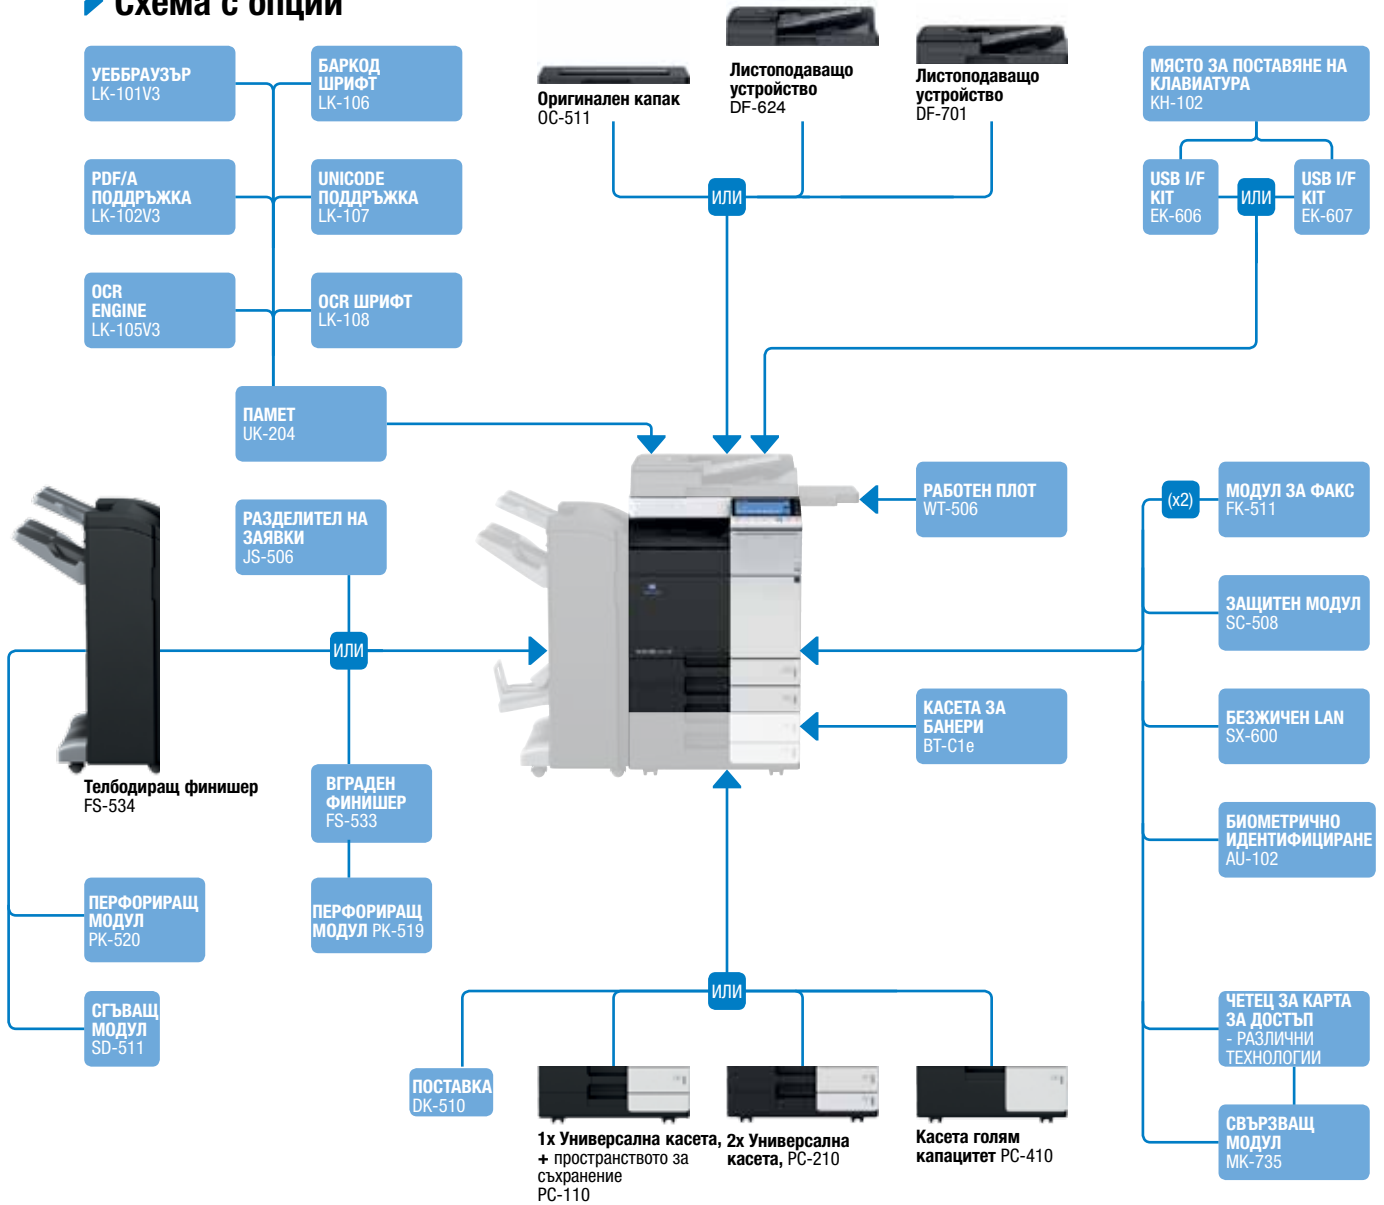 Схема с опции
УЕББРАУЗЪР
LK-101V3
БАРКОД
ШРИФТ
LK-106
PDF/A
ПОДДРЪЖКА
LK-102V3
UNICODE
ПОДДРЪЖКА
LK-107
OCR
ENGINE
LK-105V3
OCR ШРИФТ
LK-108
ПАМЕТ
UK-204
Оригинален капак
OC-511
Листоподаващо
устройство
DF-624
Листоподаващо
устройство
DF-701
ИЛИ
МЯСТО ЗА ПОСТАВЯНЕ НА
КЛАВИАТУРА
KH-102
USB I/F
KIT
EK-606
ИЛИ
USB I/F
KIT
EK-607
РАЗДЕЛИТЕЛ НА
ЗАЯВКИ
JS-506
ИЛИ
Телбодиращ финишер
FS-534
ВГРАДЕН
ФИНИШЕР
FS-533
ПЕРФОРИРАЩ
МОДУЛ
PK-520
ПЕРФОРИРАЩ
МОДУЛ PK-519
СГЪВАЩ
МОДУЛ
SD-511
РАБОТЕН ПЛОТ
WT-506
КАСЕТА ЗА
БАНЕРИ
BT-C1e
(x2)
МОДУЛ ЗА ФАКС
FK-511
ЗАЩИТЕН МОДУЛ
SC-508
БЕЗЖИЧЕН LAN
SX-600
БИОМЕТРИЧНО
ИДЕНТИФИЦИРАНЕ
AU-102
ЧЕТЕЦ ЗА КАРТА
ЗА ДОСТЪП
- РАЗЛИЧНИ
ТЕХНОЛОГИИ
СВЪРЗВАЩ
МОДУЛ
MK-735
ИЛИ
ПОСТАВКА
DK-510
1x Универсална касета,
+ пространството за
съхранение
PC-110
2x Универсална
касета, PC-210
Касета голям
капацитет PC-410